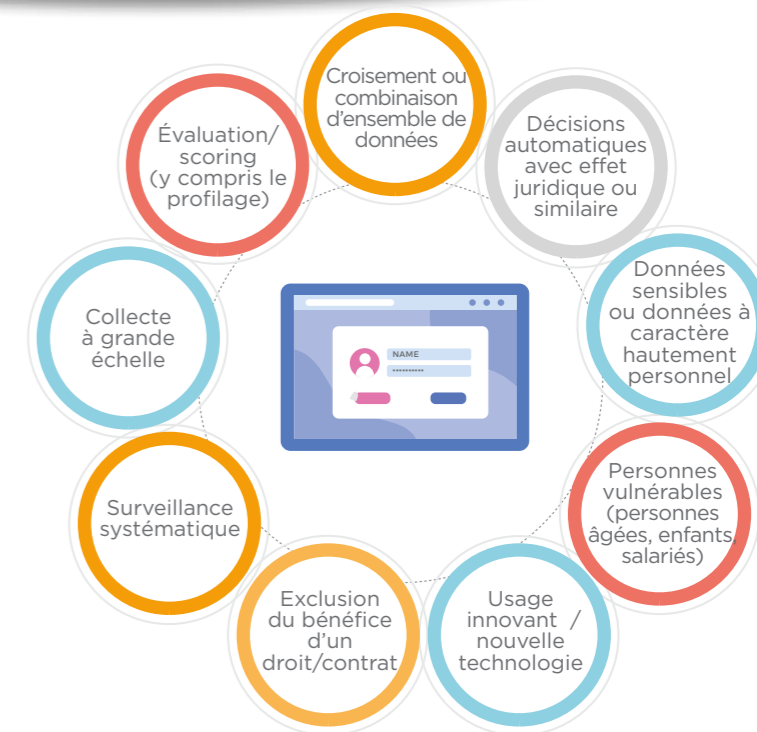 Croisement ou
combinaison
d'ensemble de
données
Décisions
automatiques
avec effet
juridique ou
similaire
Données
sensibles
ou données à
caractère
hautement
personnel
Personnes
vulnérables
(personnes
âgées, enfants,
salariés)
Usage
innovant /
nouvelle
technologie
Exclusion
du bénéfice
d'un
droit/contrat
Surveillance
systématique
Collecte
à grande
échelle
Évaluation/
scoring
(y compris le
profilage)
NAME